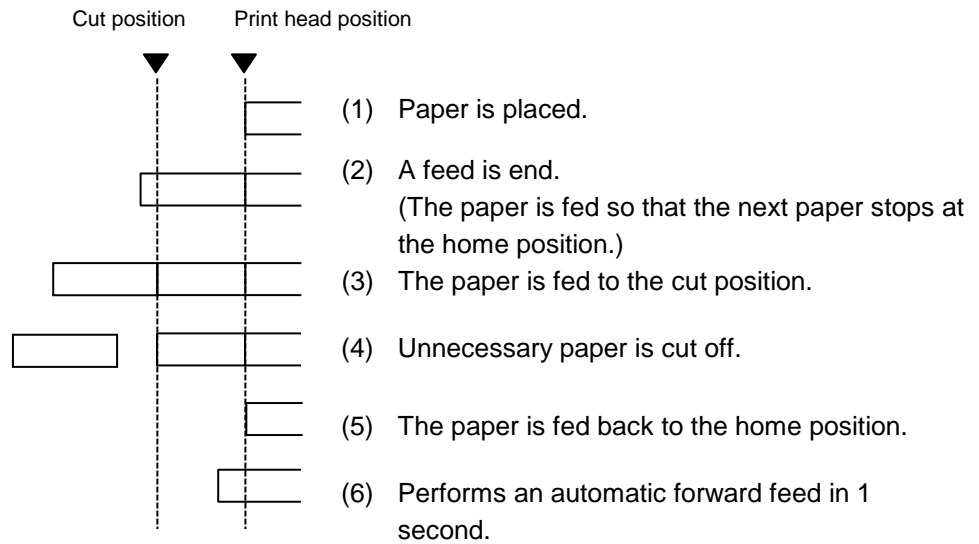 Cut position Print head position
(1) Paper is placed.
(2) A feed is end.
(The paper is fed so that the next paper stops at
the home position.)
(3) The paper is fed to the cut position.
(4) Unnecessary paper is cut off.
(5) The paper is fed back to the home position.
(6) Performs an automatic forward feed in 1
second.